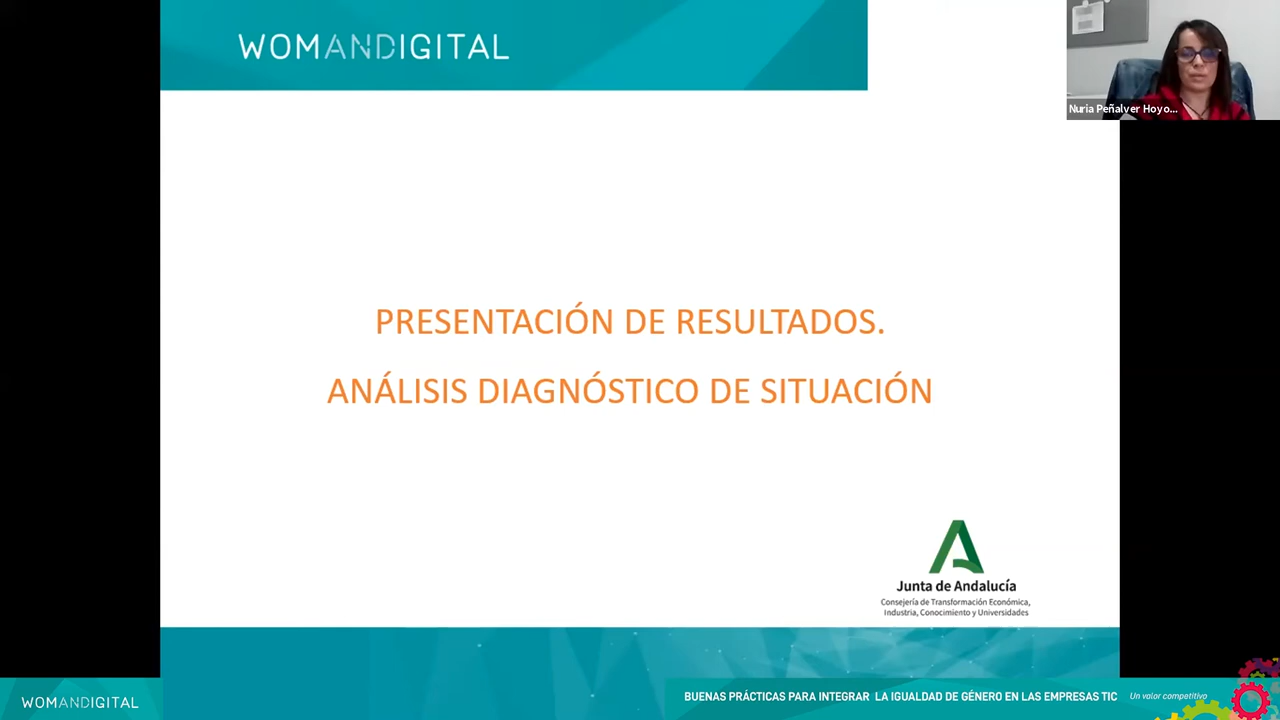 WOMANDIGITAL
Nuria Peñalver Hoyo...
PRESENTACIÓN DE RESULTADOS.
ANÁLISIS DIAGNÓSTICO DE SITUACIÓN
Junta de Andalucía
Consejería de Transformación Económica,
Industria, Conocimiento y Universidades
WOMANDIGITAL
BUENAS PRÁCTICAS PARA INTEGRAR LA IGUALDAD DE GÉNERO EN LAS EMPRESAS TIC Un valor competitivo